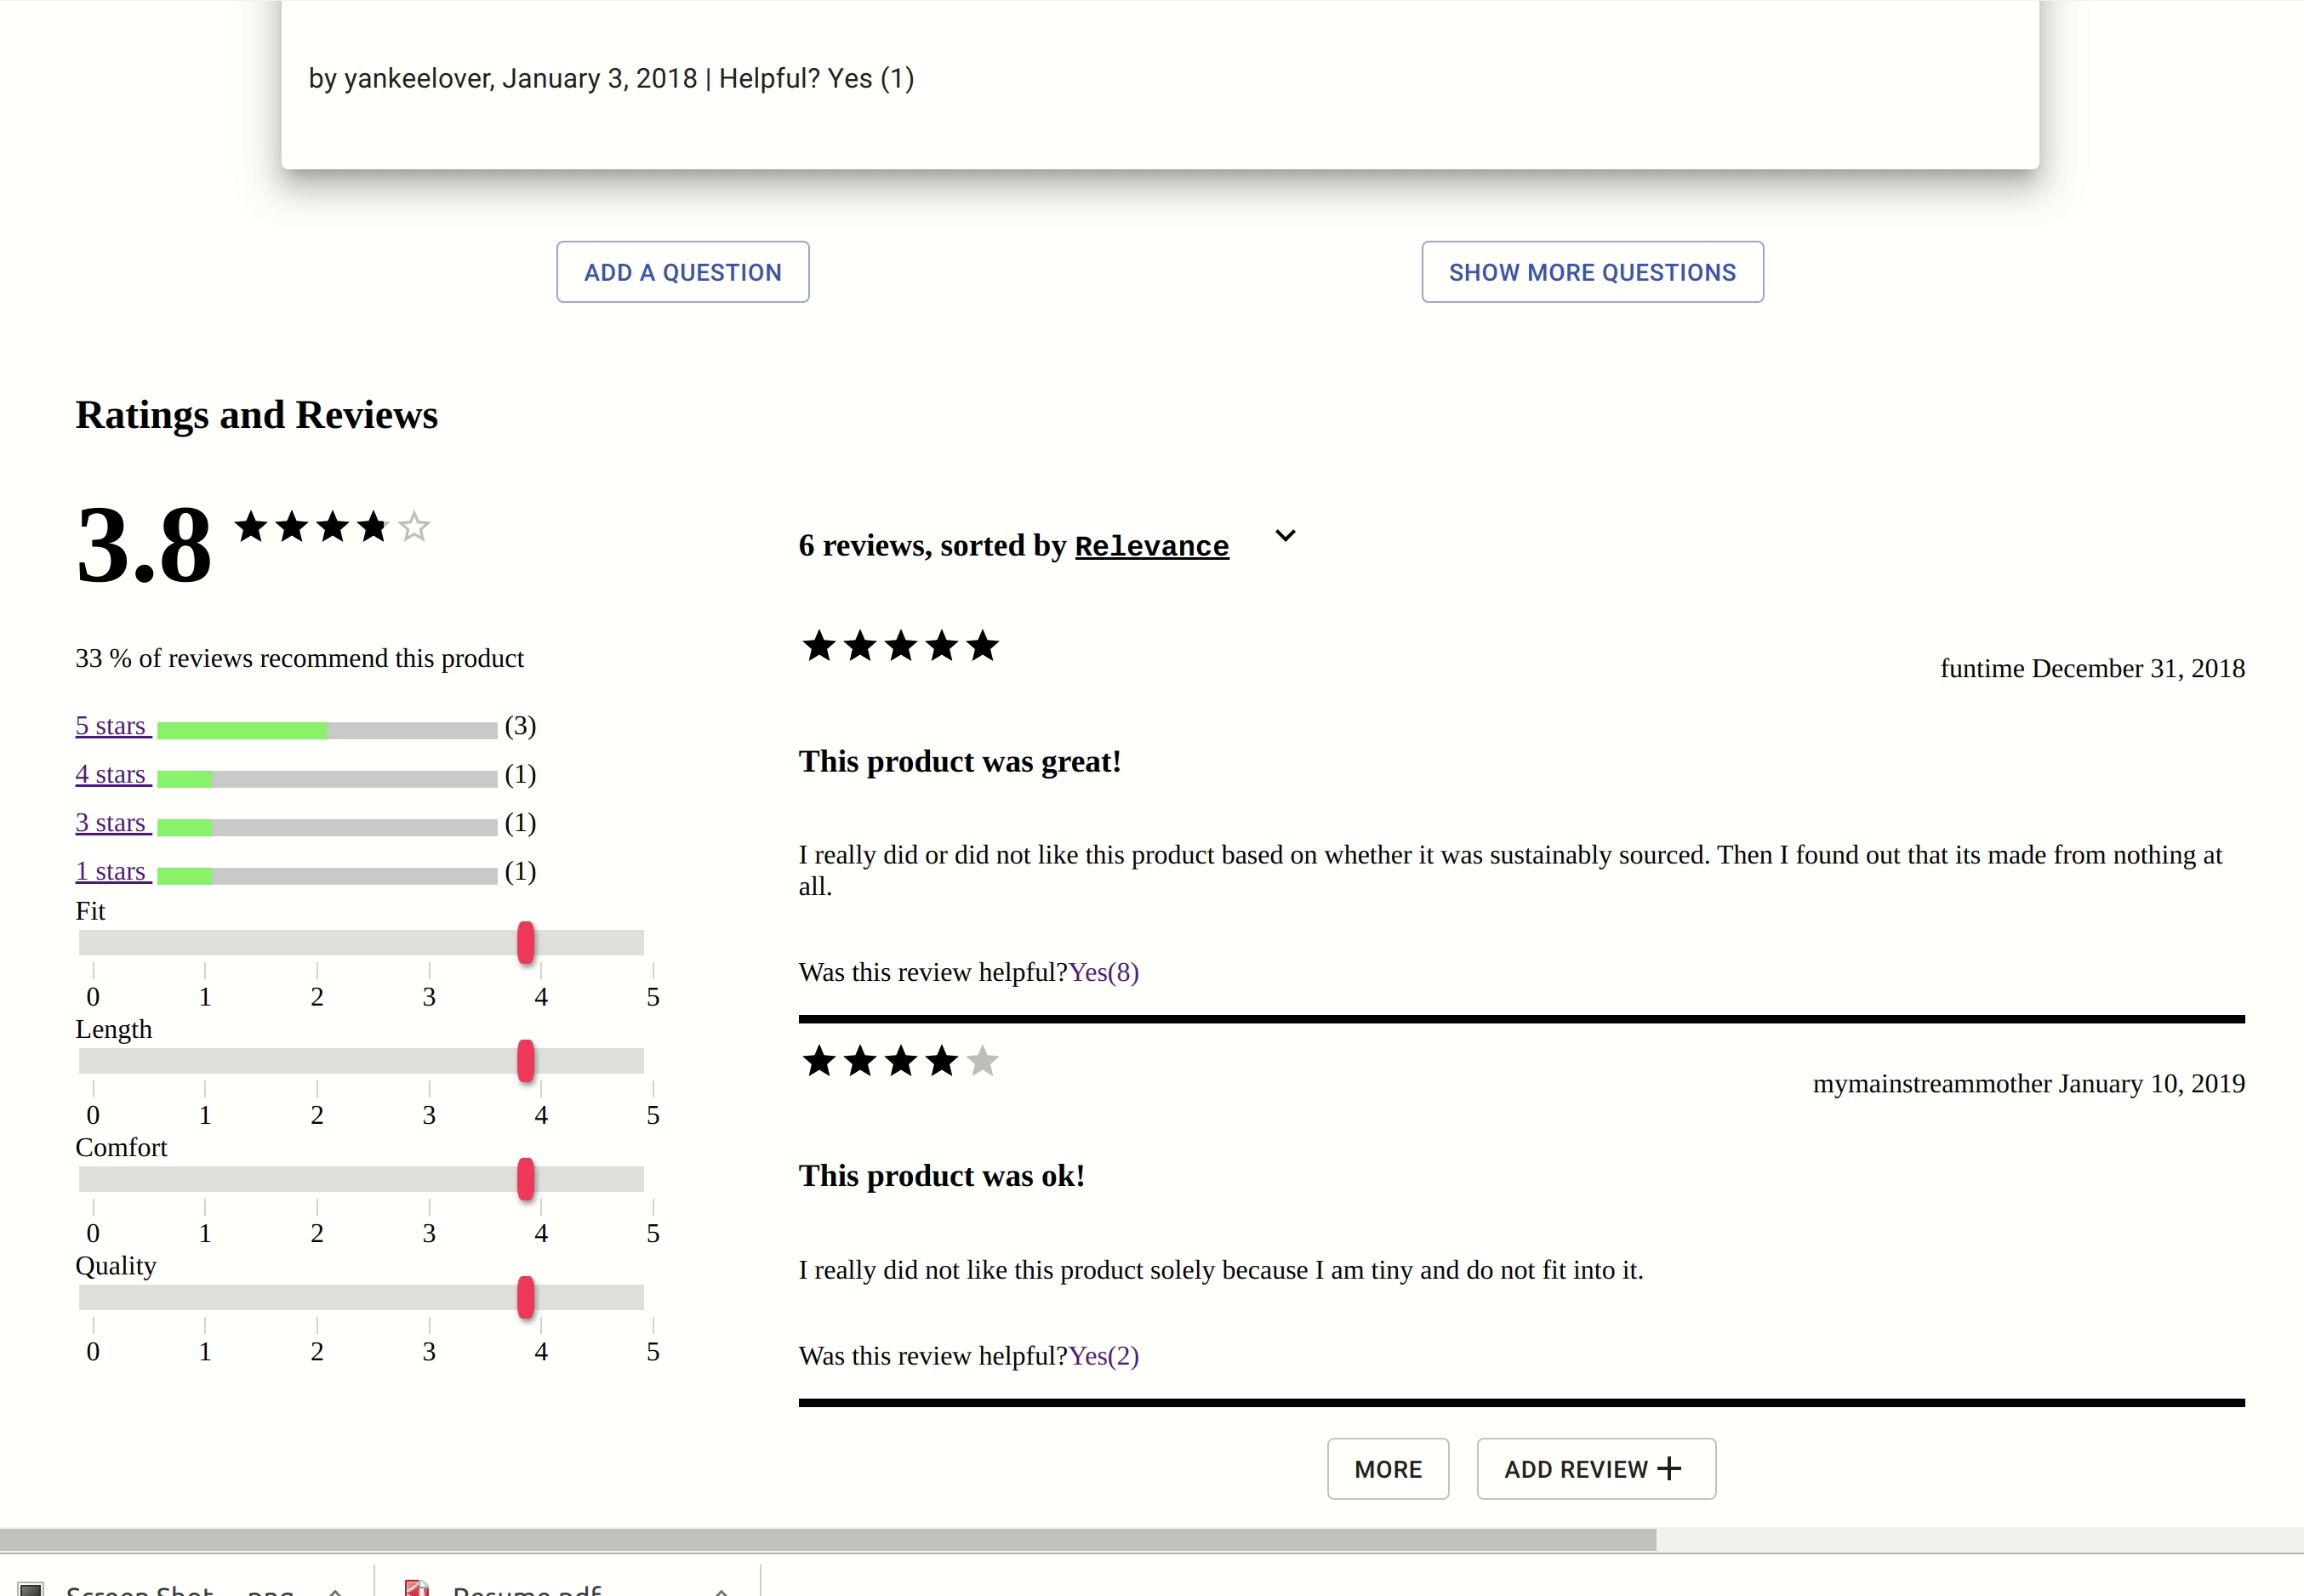 by yankeelover, January 3, 2018 | Helpful? Yes (1)
ADD A QUESTION
SHOW MORE QUESTIONS
Ratings and Reviews
3.8
33 % of reviews recommend this product
5 stars (3)
4 stars (1)
3 stars (1)
1 stars (1)
Fit
0 1 2 3 4 5
Length
0 1 2 3 4 5
Comfort
0 1 2 3 4 5
Quality
0 1 2 3 4 5
6 reviews, sorted by Relevance
funtime December 31, 2018
This product was great!
I really did or did not like this product based on whether it was sustainably sourced. Then I found out that its made from nothing at
all.
Was this review helpful?Yes(8)
mymainstreammother January 10, 2019
This product was ok!
I really did not like this product solely because I am tiny and do not fit into it.
Was this review helpful?Yes(2)
MORE
ADD REVIEW
Screen Shot ....png
Resume.pdf